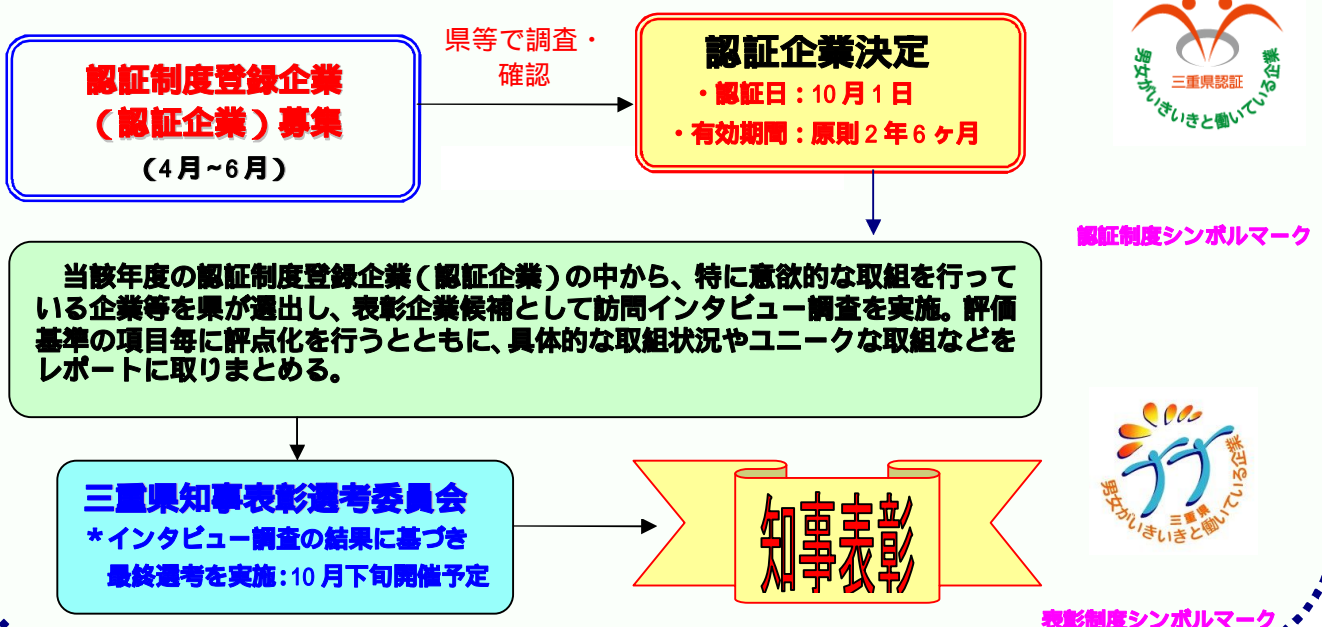 認証制度登録企業
(認証企業)募集
(4月~6月)
県等で調査・
確認
認証企業決定
・認証日:10月1日
・有効期間:原則2年6ヶ月
三重県認証
男女がいきいきと働いている企業
認証制度シンボルマーク
当該年度の認証制度登録企業(認証企業)の中から、特に意欲的な取組を行って
いる企業等を県が選出し、表彰企業候補として訪問インタビュー調査を実施。評価
基準の項目毎に評点化を行うとともに、具体的な取組状況やユニークな取組などを
レポートに取りまとめる。
三重県知事表彰選考委員会
*インタビュー調査の結果に基づき
最終選考を実施:10月下旬開催予定
知事表彰
三重県
男女がいきいきと働いている企業
表彰制度シンボルマーク